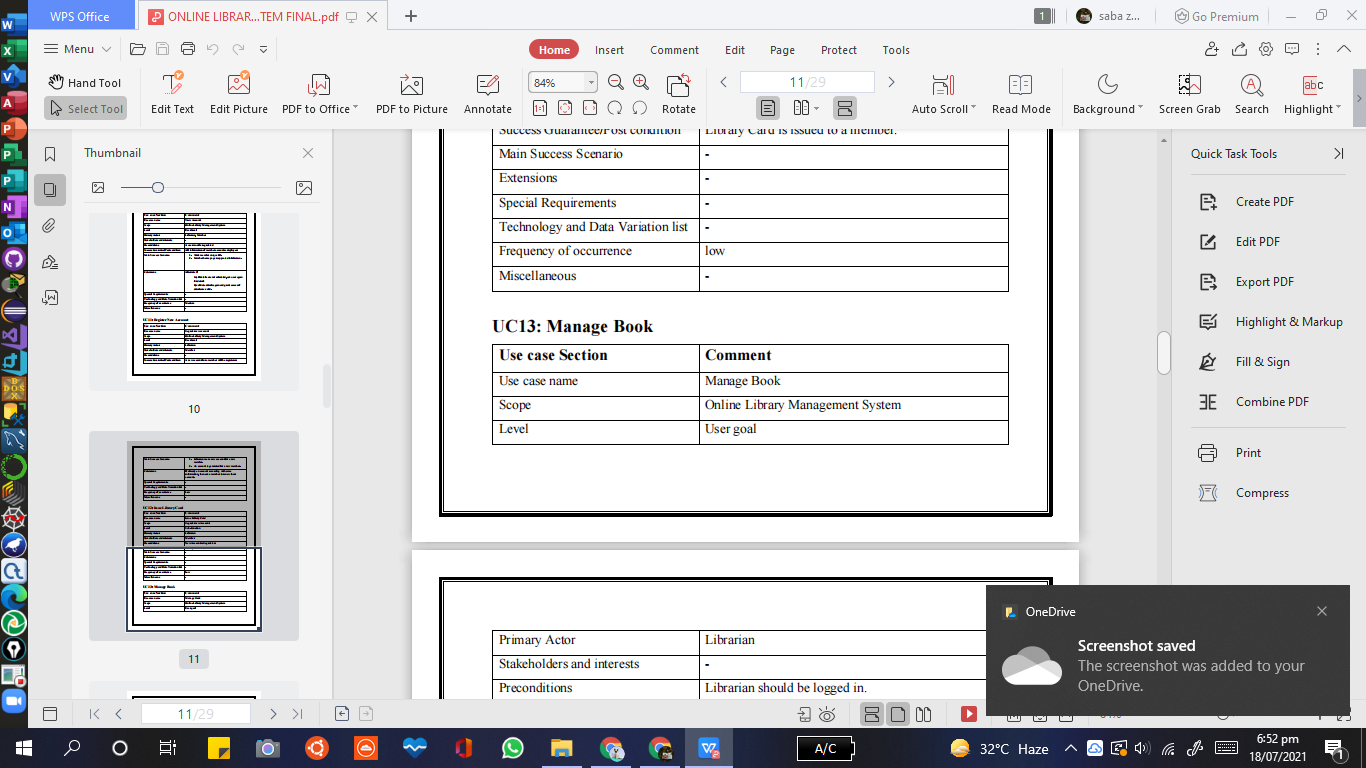 WPS Office
ONLINE LIBRAR...TEM FINAL.pdf
1
saba z...
Go Premium
Menu
Home
Insert
Comment
Edit
Page
Protect
Tools
Hand Tool
Select Tool
Edit Text
Edit Picture
PDF to Office
PDF to Picture
Annotate
84%
Rotate
11/29
Auto Scroll
Read Mode
Background
Screen Grab
Search
Highlight
Thumbnail
10
11
Success Guarantee/Post condition Library Card is issued to a member.
Main Success Scenario -
Extensions -
Special Requirements -
Technology and Data Variation list -
Frequency of occurrence low
Miscellaneous -
UC13: Manage Book
Use case Section Comment
Use case name Manage Book
Scope Online Library Management System
Level User goal
Primary Actor Librarian
Stakeholders and interests -
Preconditions Librarian should be logged in.
Quick Task Tools
Create PDF
Edit PDF
Export PDF
Highlight & Markup
Fill & Sign
Combine PDF
Print
Compress
OneDrive
Screenshot saved
The screenshot was added to your
OneDrive.
11/29
A/C
32°C Haze
6:52 pm
18/07/2021
1